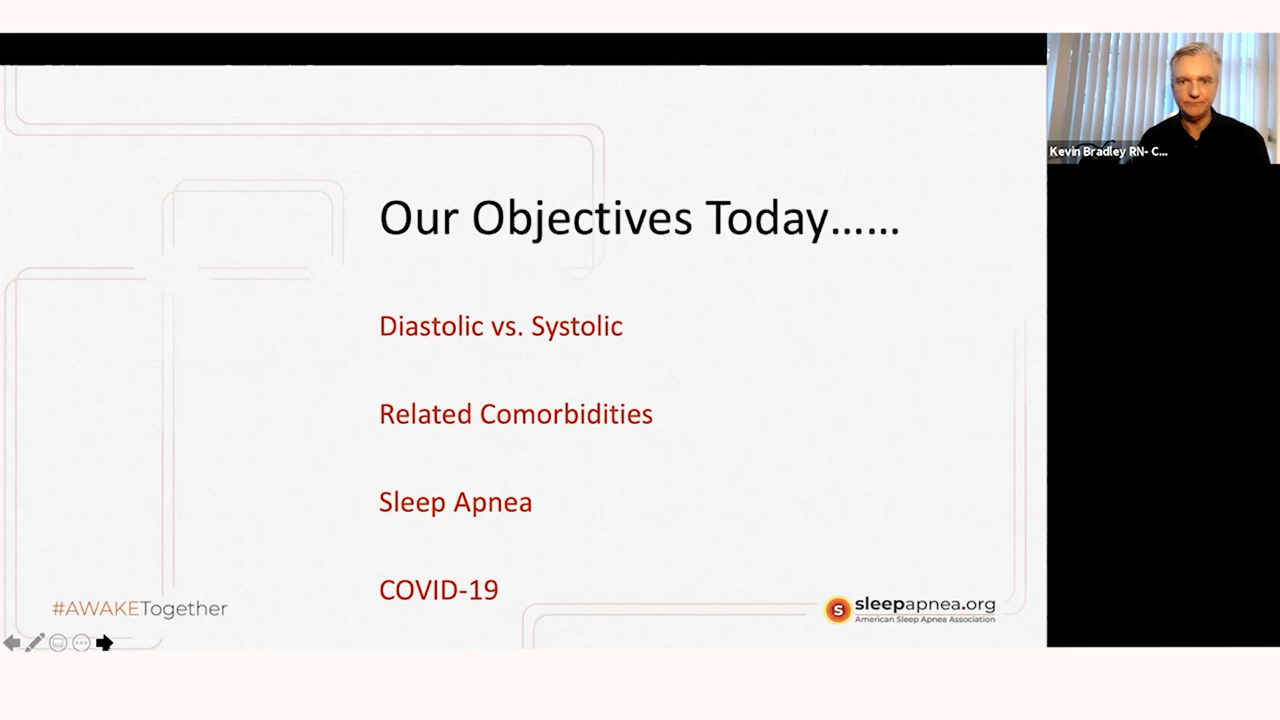 Our Objectives Today......
Diastolic vs. Systolic
Related Comorbidities
Sleep Apnea
COVID-19
#AWAKETogether
s sleepapnea.org
American Sleep Apnea Association
Kevin Bradley RN- C...